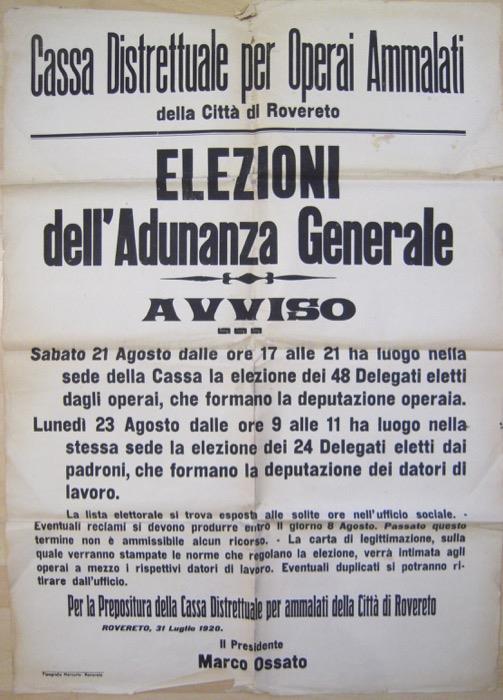 Cassa Distrettuale per Operai Ammalati
della Città di Rovereto
ELEZIONI
dell'Adunanza Generale
AVVISO
Sabato 21 Agosto dalle ore 17 alle 21 ha luogo nella
sede della Cassa la elezione dei 48 Delegati eletti
dagli operai, che formano la deputazione operaia.
Lunedì 23 Agosto dalle ore 9 alle 11 ha luogo nella
stessa sede la elezione dei 24 Delegati eletti dai
padroni, che formano la deputazione dei datori di
lavoro.
La lista elettorale si trova esposta alle solite ore nell'ufficio sociale. -
Eventuali reclami si devono produrre entro il giorno 8 Agosto. Passato questo
termine non è ammissibile alcun ricorso. - La carta di legittimazione, sulla
quale verranno stampate le norme che regolano la elezione, verrà intimata agli
operai a mezzo i rispettivi datori di lavoro. Eventuali duplicati si potranno ri-
tirare dall'ufficio.
Per la Prepositura della Cassa Distrettuale per ammalati della Città di Rovereto
ROVERETO, 31 Luglio 1920.
Il Presidente
Marco Ossato
Tipografia Mercurio - Rovereto